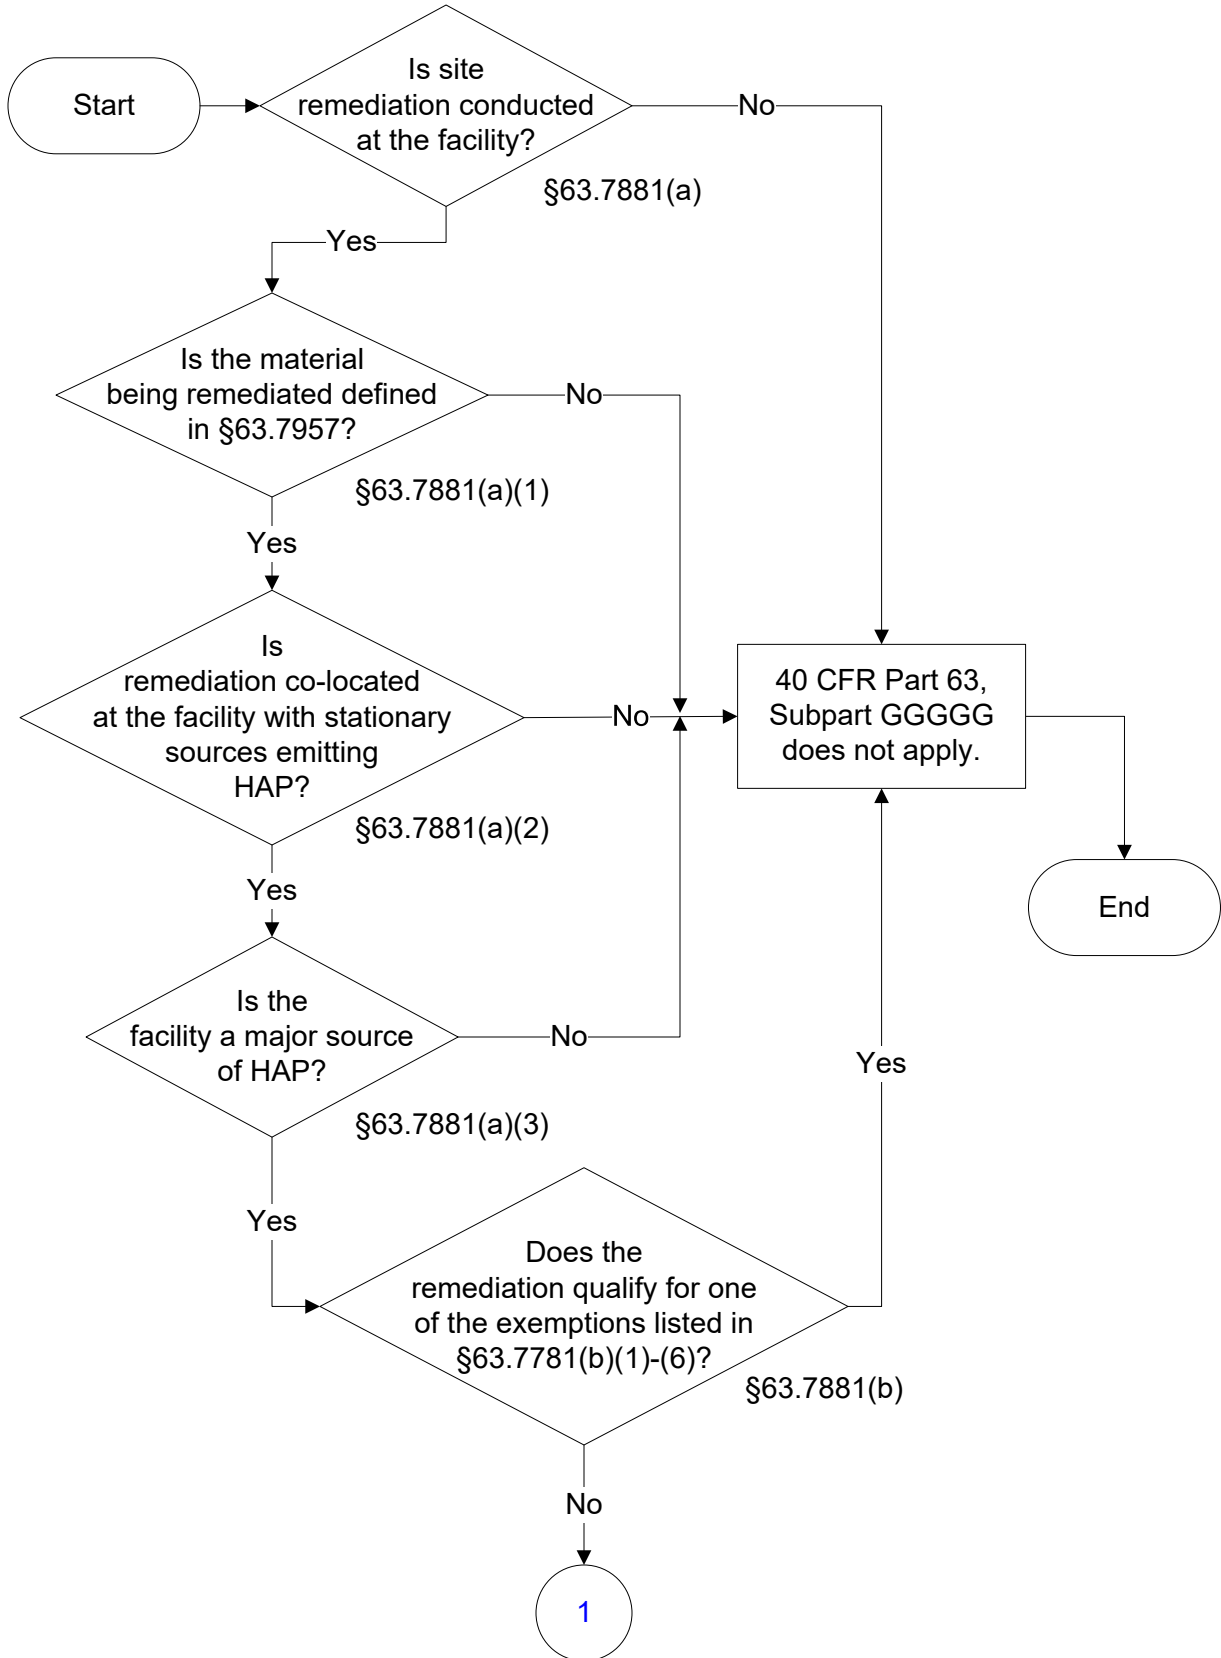 Start
Is site
remediation conducted
at the facility?
No
§63.7881(a)
Yes
Is the material
being remediated defined
in §63.7957?
No
§63.7881(a)(1)
Yes
Is
remediation co-located
at the facility with stationary
sources emitting
HAP?
No
40 CFR Part 63,
Subpart GGGGG
does not apply.
§63.7881(a)(2)
Yes
End
Is the
facility a major source
of HAP?
No
Yes
§63.7881(a)(3)
Yes
Does the
remediation qualify for one
of the exemptions listed in
§63.7781(b)(1)-(6)?
§63.7881(b)
No
1